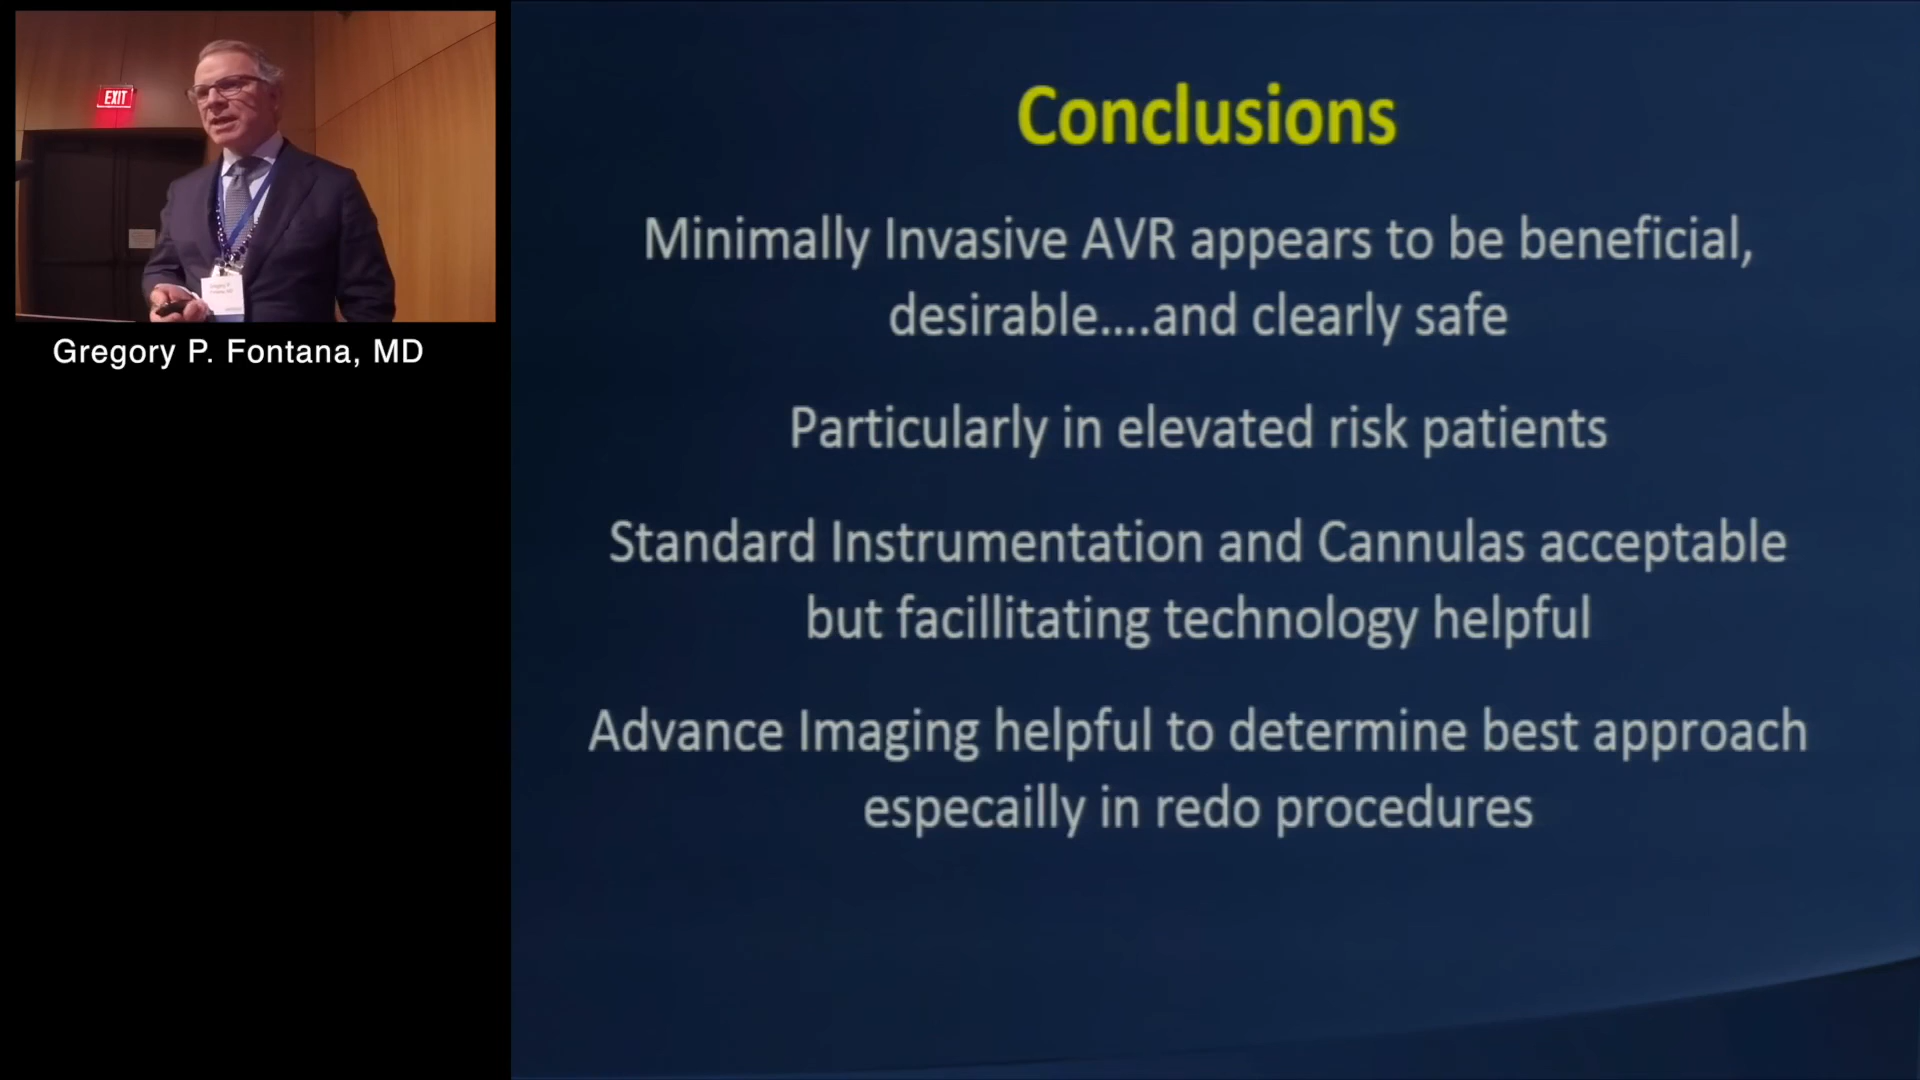 EXIT
Gregory P. Fontana, MD
Conclusions
Minimally Invasive AVR appears to be beneficial,
desirable....and clearly safe
Particularly in elevated risk patients
Standard Instrumentation and Cannulas acceptable
but facillitating technology helpful
Advance Imaging helpful to determine best approach
especailly in redo procedures